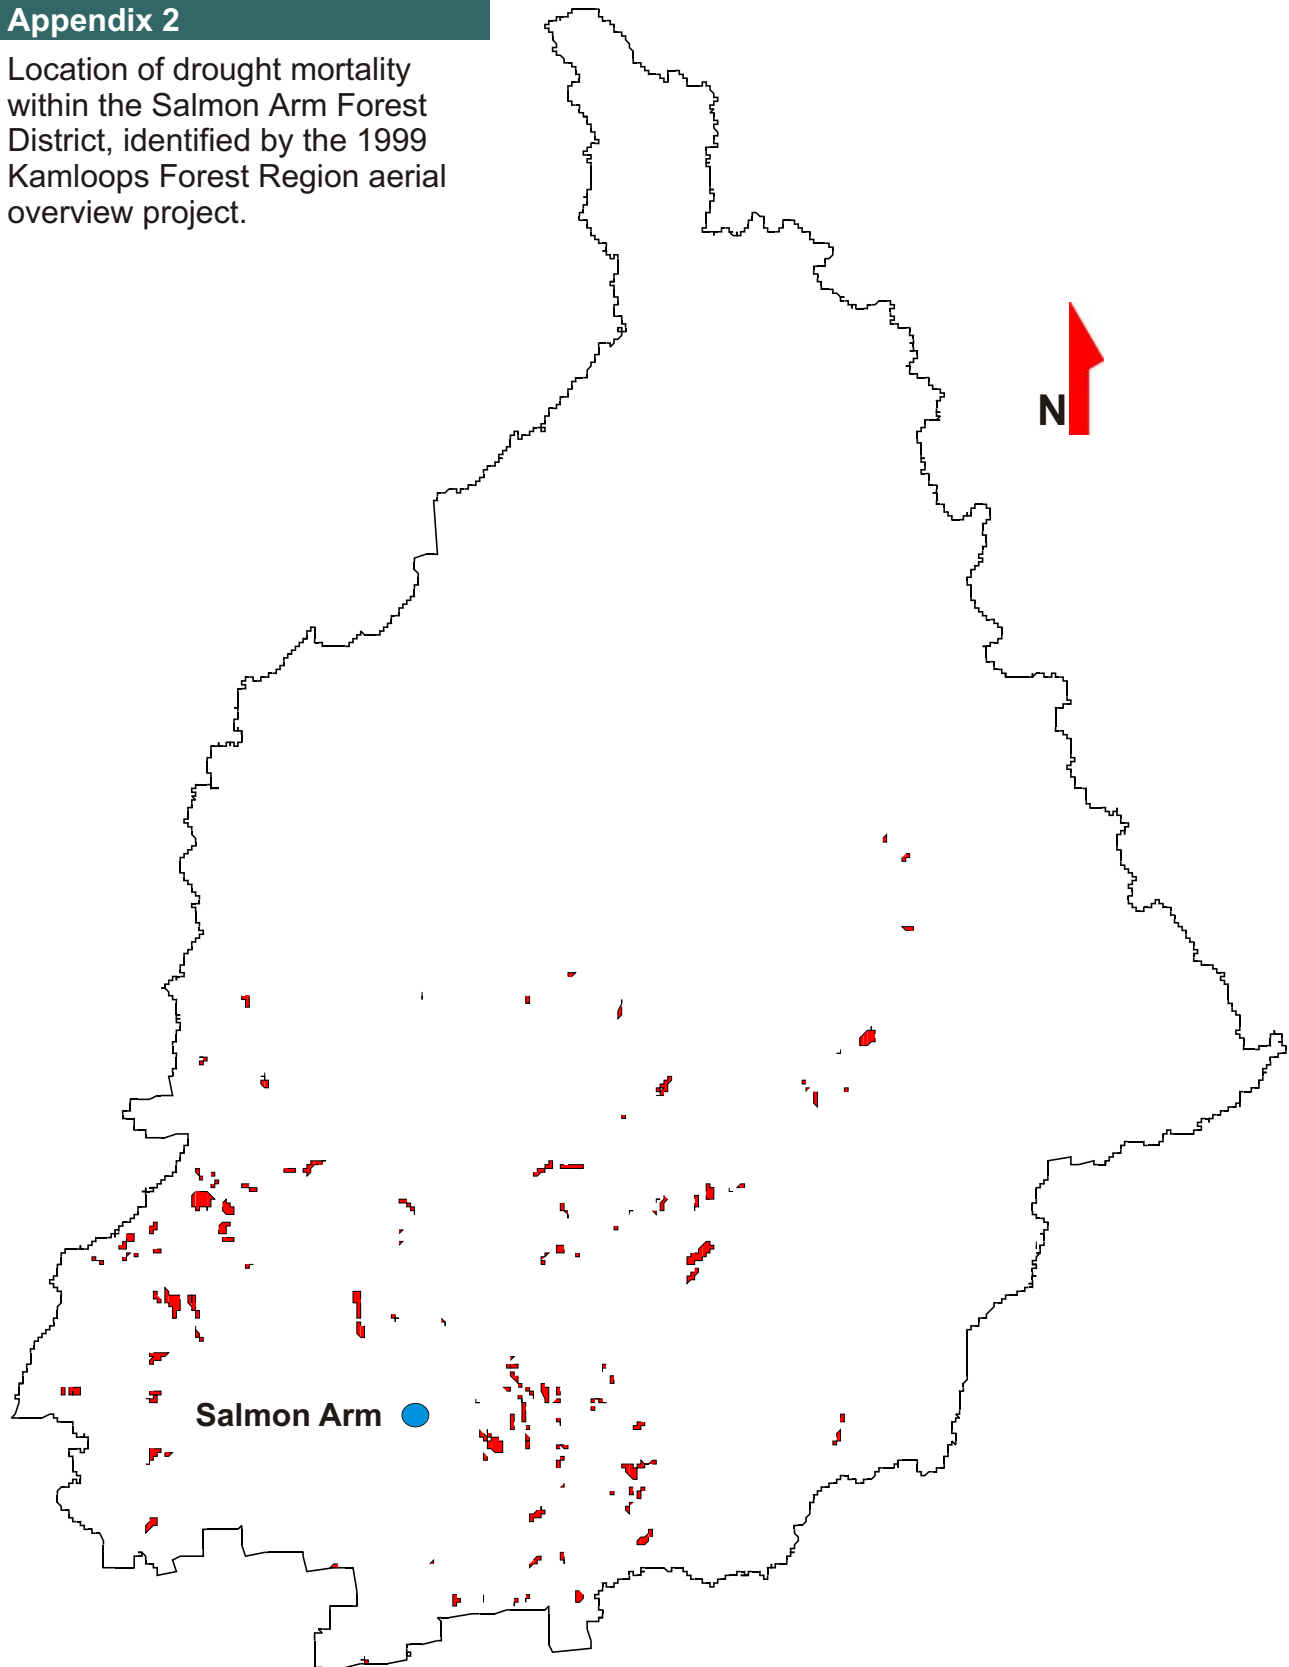 Appendix 2
Location of drought mortality
within the Salmon Arm Forest
District, identified by the 1999
Kamloops Forest Region aerial
overview project.
N
Salmon Arm